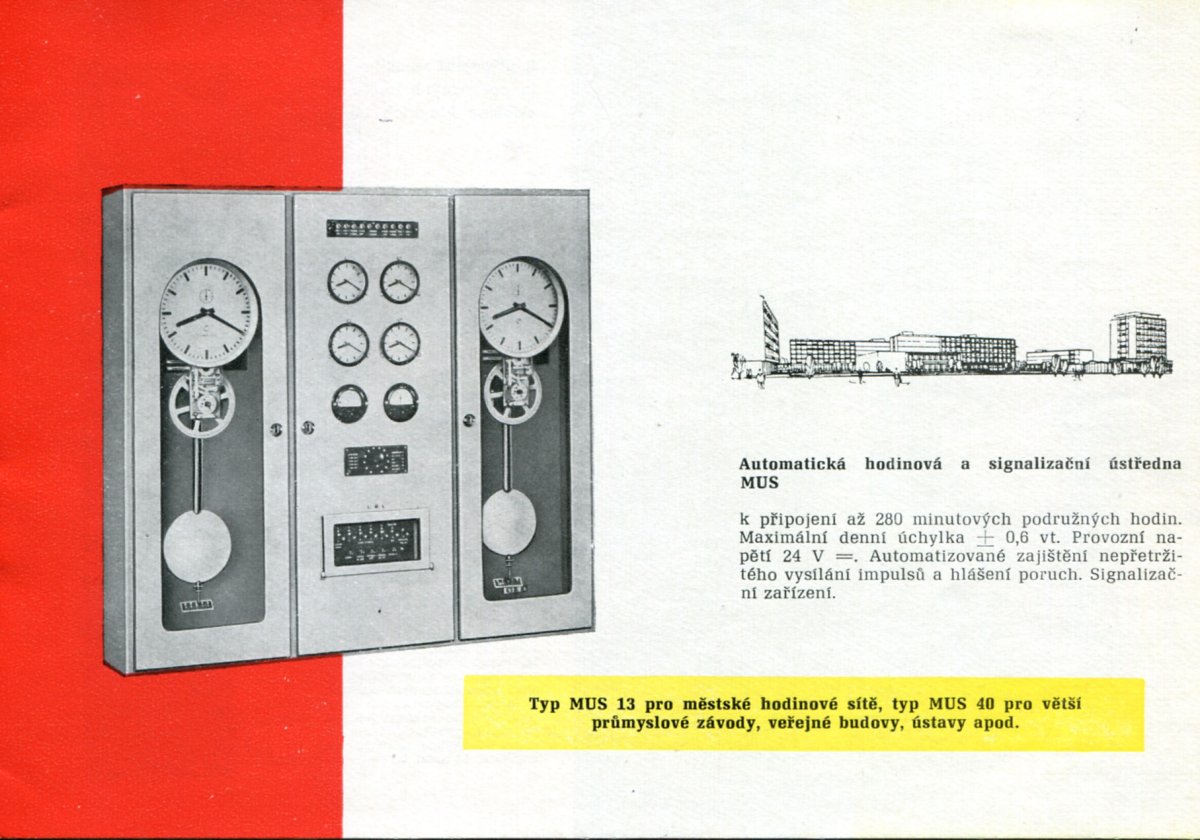 Automatická hodinová a signalizační ústředna
MUS
k připojení až 280 minutových podružných hodin.
Maximální denní úchylka ± 0,6 vt. Provozní na-
pětí 24 V =. Automatizované zajištění nepřetrži-
tého vysílání impulsů a hlášení poruch. Signalizač-
ní zařízení.
Typ MUS 13 pro městské hodinové sítě, typ MUS 40 pro větší
průmyslové závody, veřejné budovy, ústavy apod.